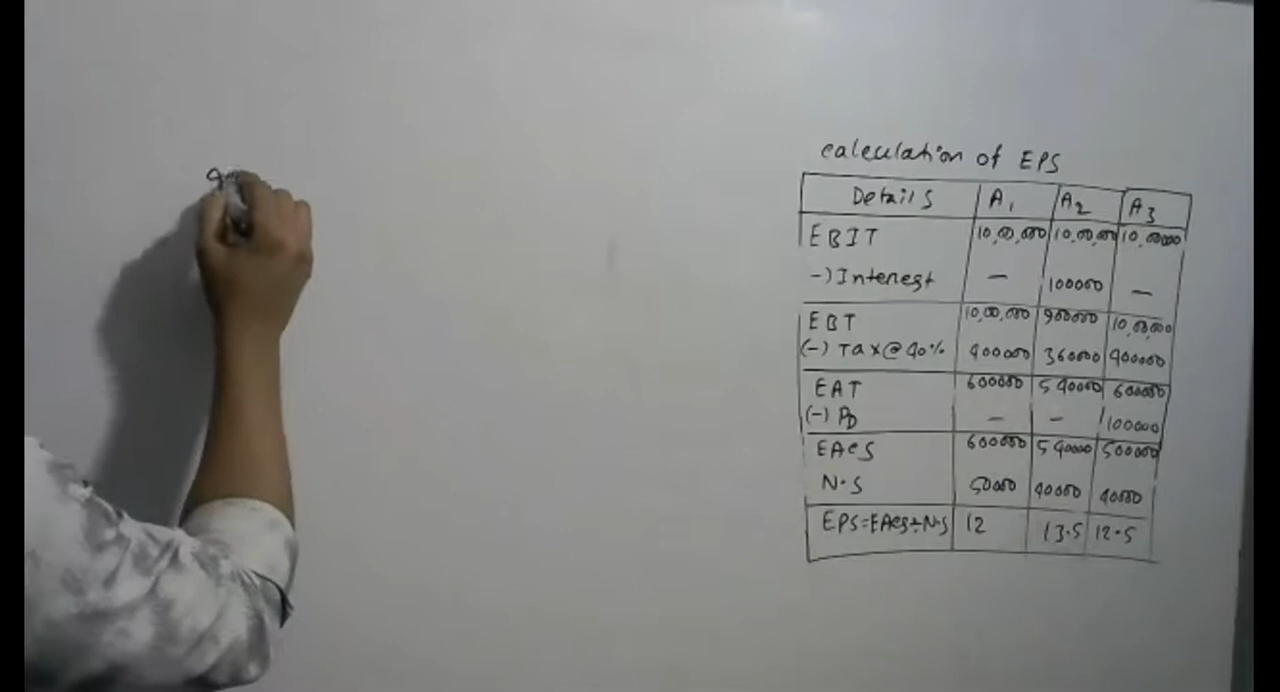 calculation of EPS
Details A1 A2 A3
EBIT 10,00,000 10,00,000 10,00000
-) Interest — 100000 —
EBT 10,00,000 900000 10,00,000
(-) Tax@40% 400000 360000 400000
EAT 600000 540000 600000
(-) PD — — 100000
EACS 600000 540000 500000
N.S 50000 40000 40000
EPS=EACS÷N.S 12 13.5 12.5